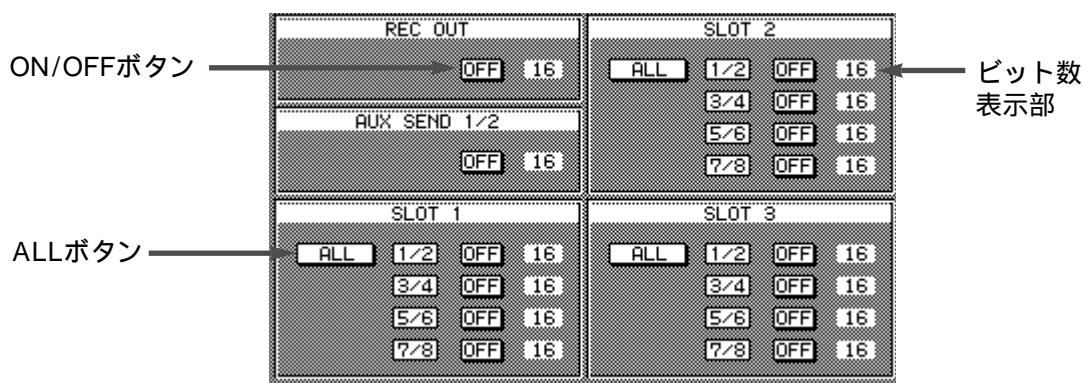 ON/OFFボタン
REC OUT
OFF 16
AUX SEND 1/2
OFF 16
SLOT 2
ALL 1/2 OFF 16
3/4 OFF 16
5/6 OFF 16
7/8 OFF 16
ビット数
表示部
ALLボタン
SLOT 1
ALL 1/2 OFF 16
3/4 OFF 16
5/6 OFF 16
7/8 OFF 16
SLOT 3
ALL 1/2 OFF 16
3/4 OFF 16
5/6 OFF 16
7/8 OFF 16